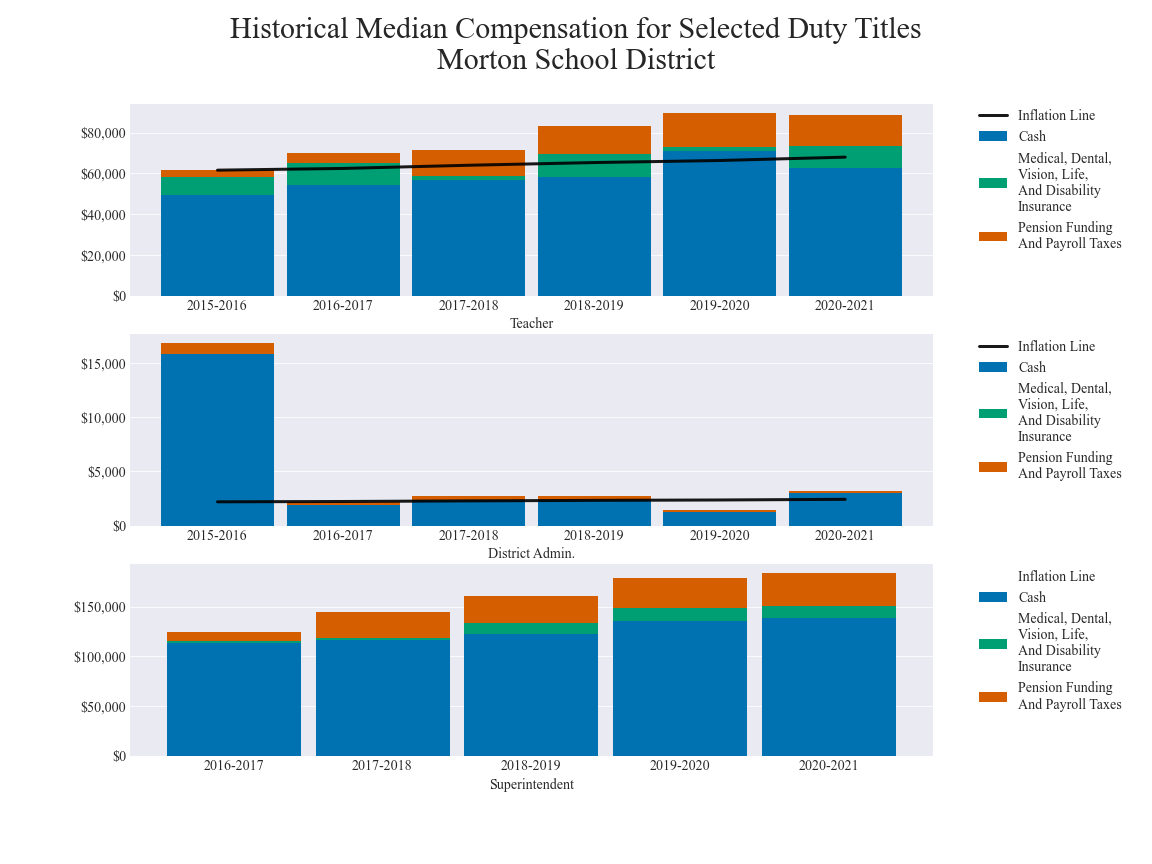 Historical Median Compensation for Selected Duty Titles
Morton School District
$80,000
$60,000
$40,000
$20,000
$0
2015-2016 2016-2017 2017-2018 2018-2019 2019-2020 2020-2021
Teacher
Inflation Line
Cash
Medical, Dental,
Vision, Life,
And Disability
Insurance
Pension Funding
And Payroll Taxes
$15,000
$10,000
$5,000
$0
2015-2016 2016-2017 2017-2018 2018-2019 2019-2020 2020-2021
District Admin.
Inflation Line
Cash
Medical, Dental,
Vision, Life,
And Disability
Insurance
Pension Funding
And Payroll Taxes
$150,000
$100,000
$50,000
$0
2016-2017 2017-2018 2018-2019 2019-2020 2020-2021
Superintendent
Inflation Line
Cash
Medical, Dental,
Vision, Life,
And Disability
Insurance
Pension Funding
And Payroll Taxes